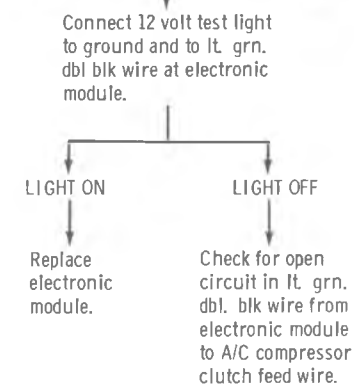 Connect 12 volt test light
to ground and to lt. grn.
dbl blk wire at electronic
module.
LIGHT ON
LIGHT OFF
Replace
electronic
module.
Check for open
circuit in lt. grn.
dbl. blk wire from
electronic module
to A/C compressor
clutch feed wire.